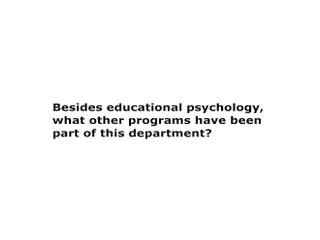 Besides educational psychology,
what other programs have been
part of this department?